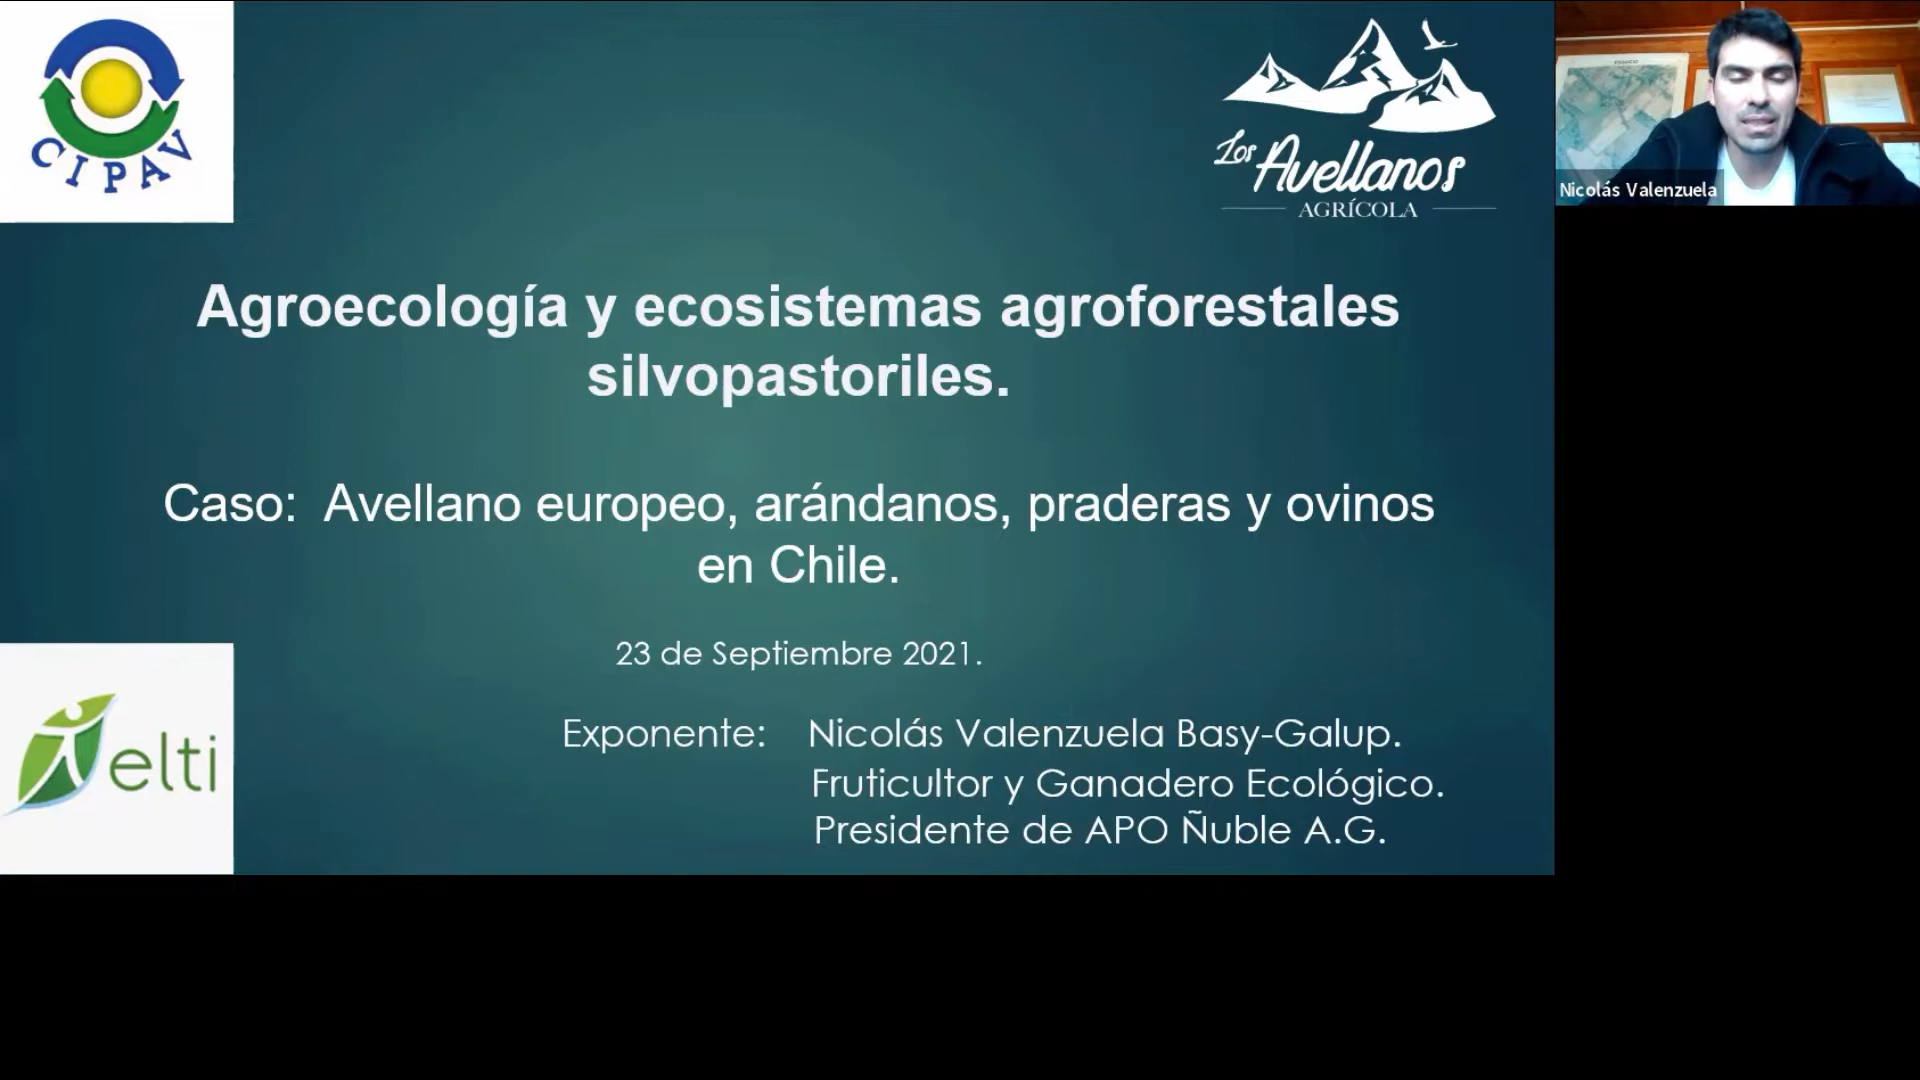 CIPAV
Los Avellanos
AGRÍCOLA
Nicolás Valenzuela
Agroecología y ecosistemas agroforestales
silvopastoriles.
Caso: Avellano europeo, arándanos, praderas y ovinos
en Chile.
23 de Septiembre 2021.
elti
Exponente: Nicolás Valenzuela Basy-Galup.
Fruticultor y Ganadero Ecológico.
Presidente de APO Ñuble A.G.